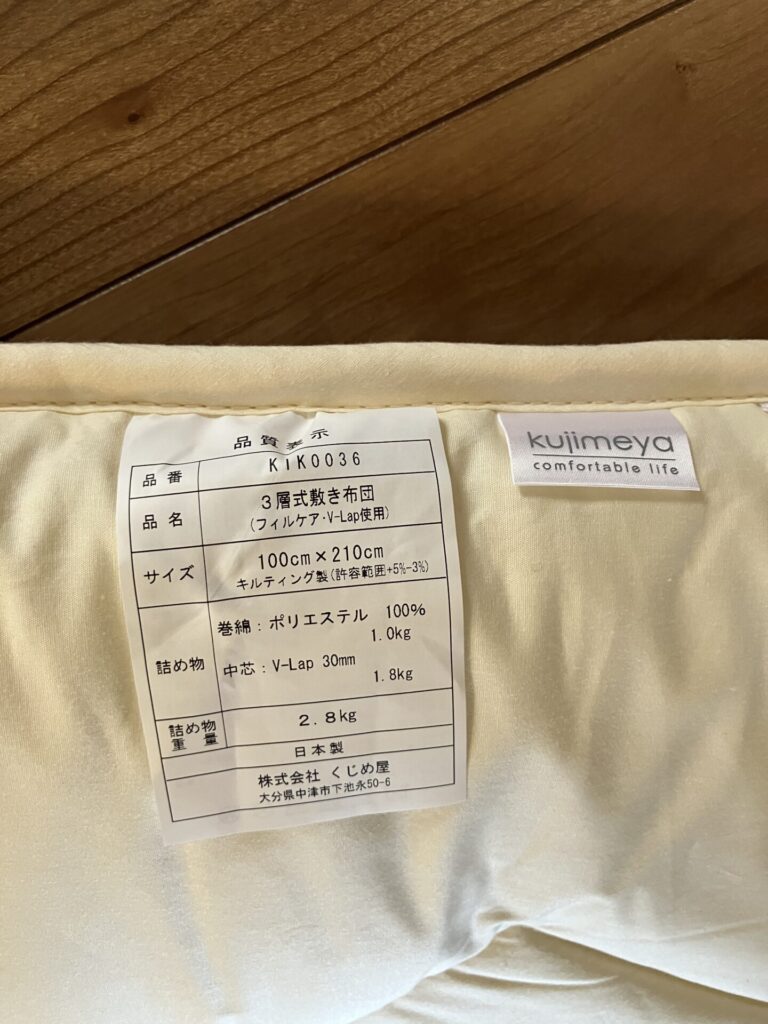 品質表示
品番 KIK0036
品名 3層式敷き布団
(フィルケア・V-Lap使用)
サイズ 100cm×210cm
キルティング製(許容範囲+5%-3%)
詰め物 巻綿:ポリエステル 100%
1.0kg
中芯:V-Lap 30mm
1.8kg
詰め物重量 2.8kg
日本製
株式会社 くじめ屋
大分県中津市下池永50-6
kujimeya
comfortable life